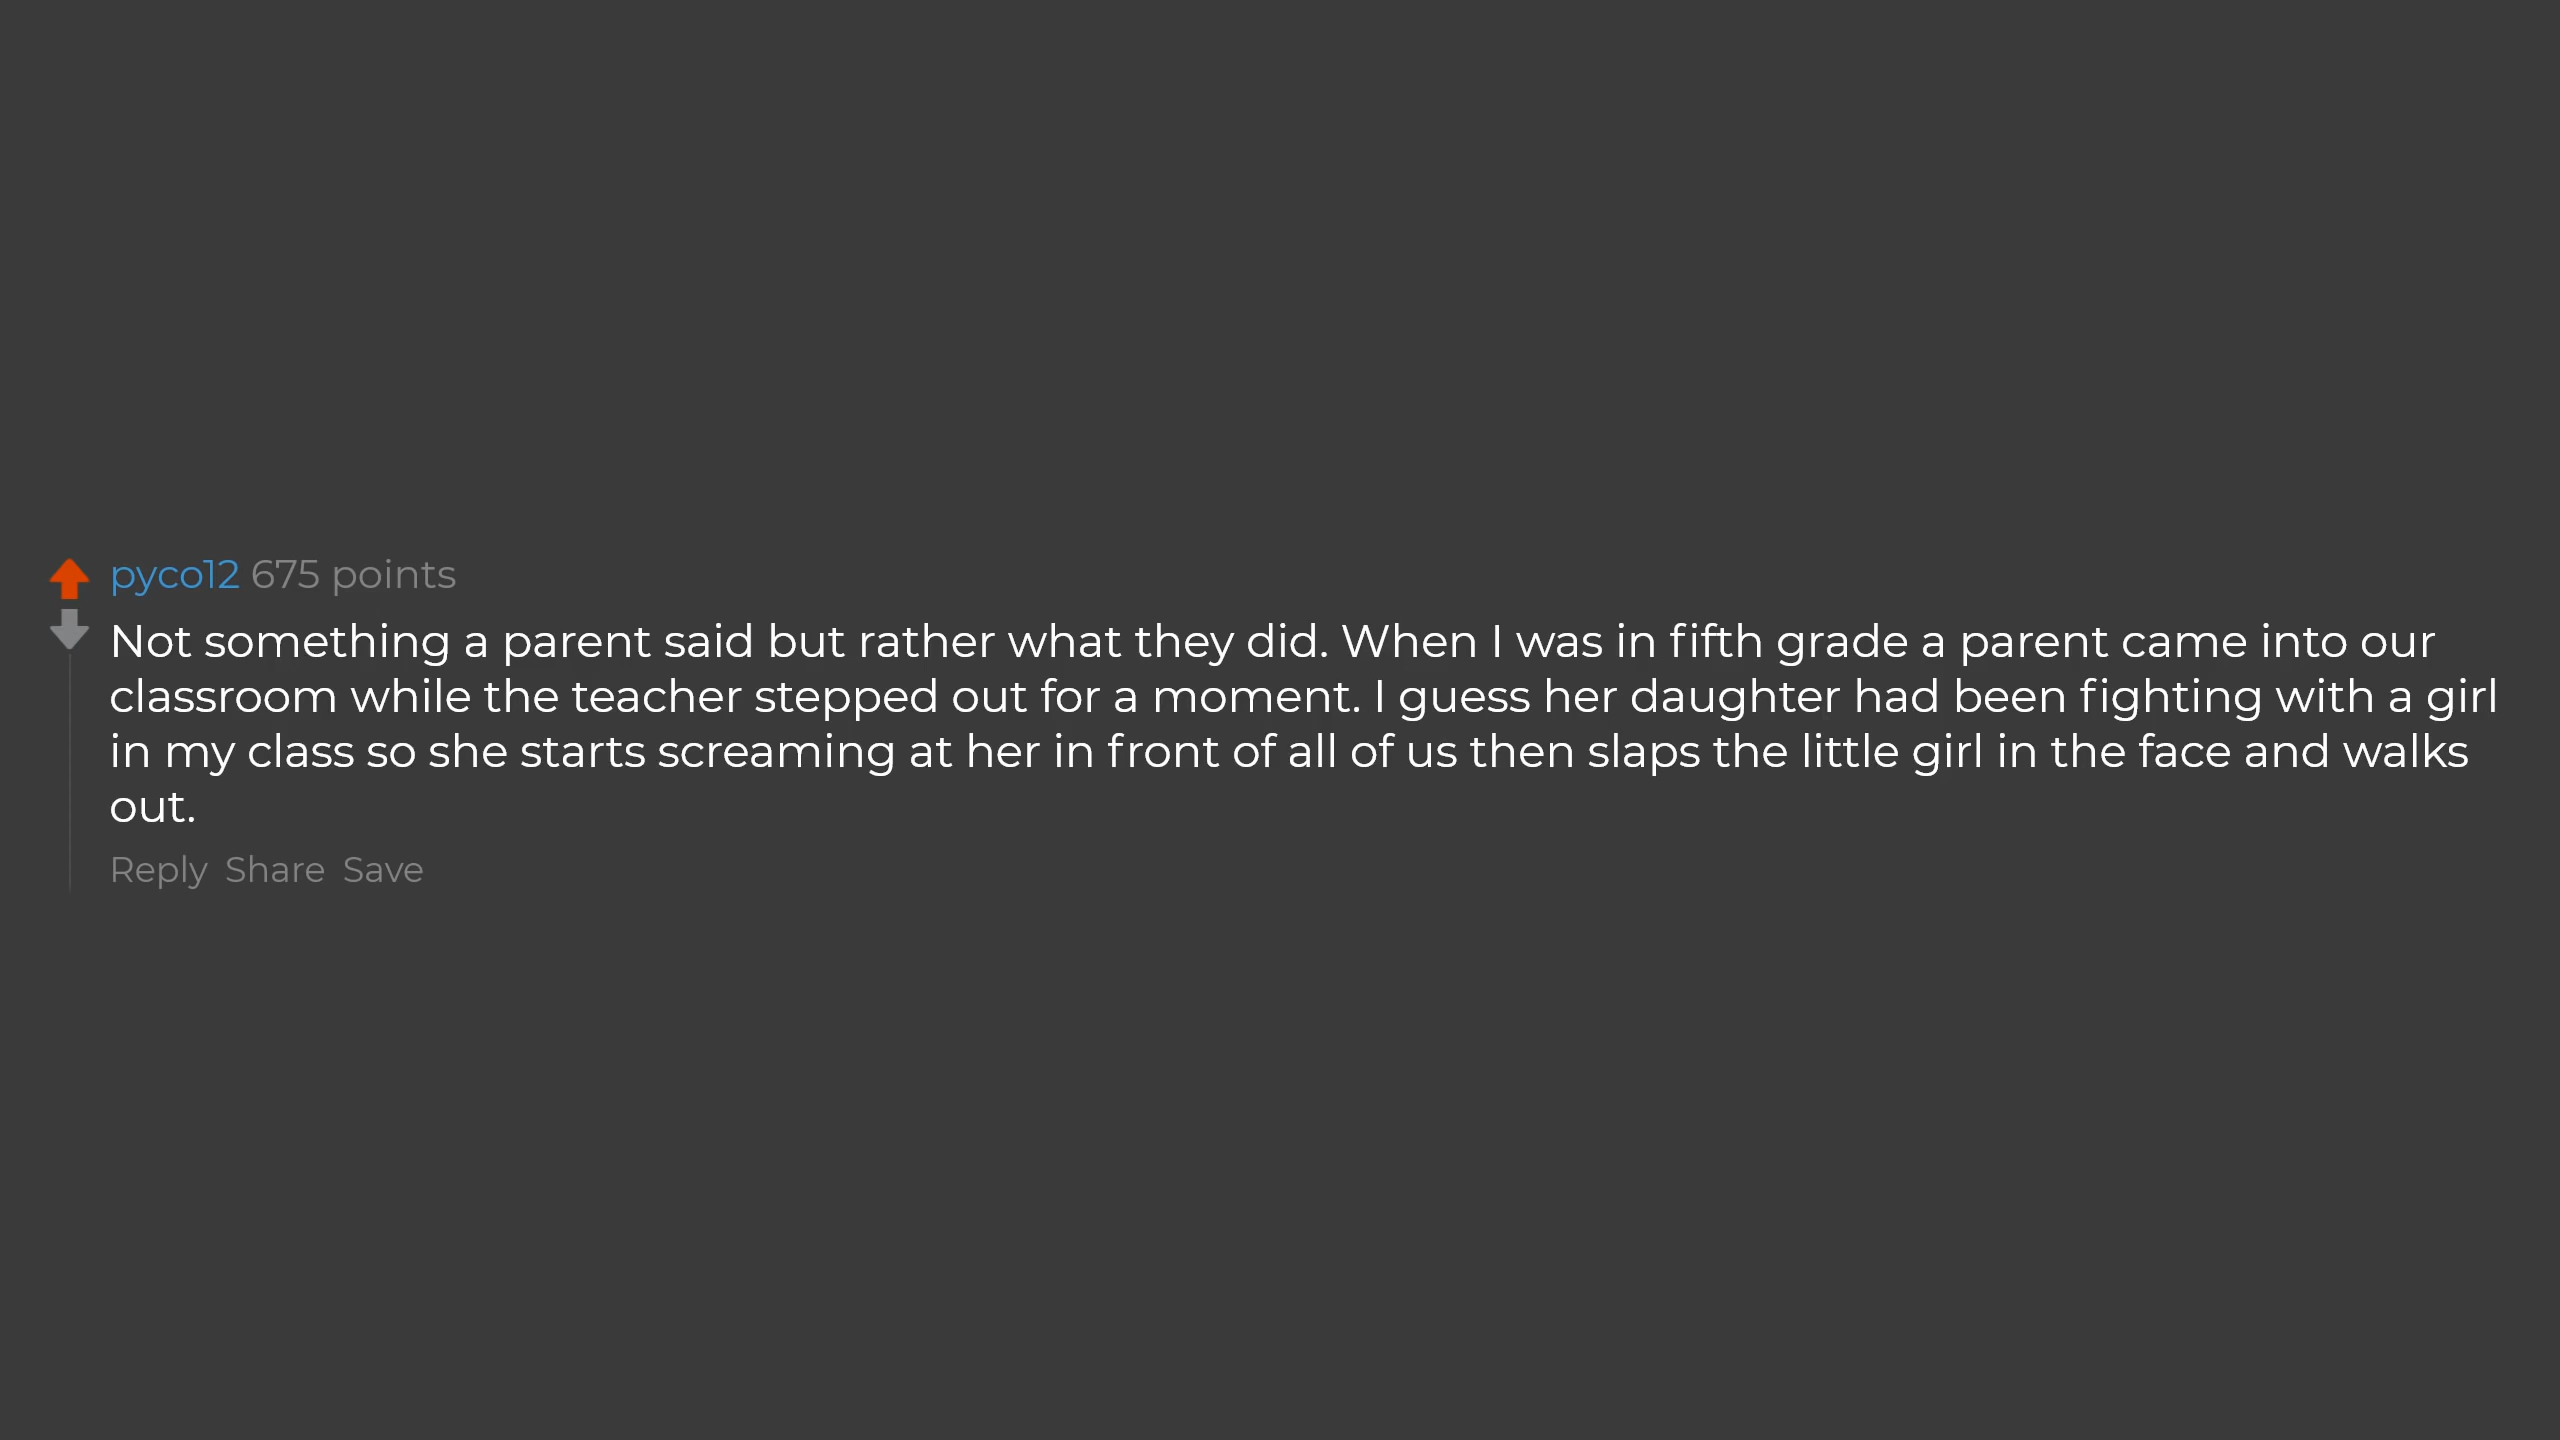 pyco12 675 points
Not something a parent said but rather what they did. When I was in fifth grade a parent came into our
classroom while the teacher stepped out for a moment. I guess her daughter had been fighting with a girl
in my class so she starts screaming at her in front of all of us then slaps the little girl in the face and walks
out.
Reply Share Save